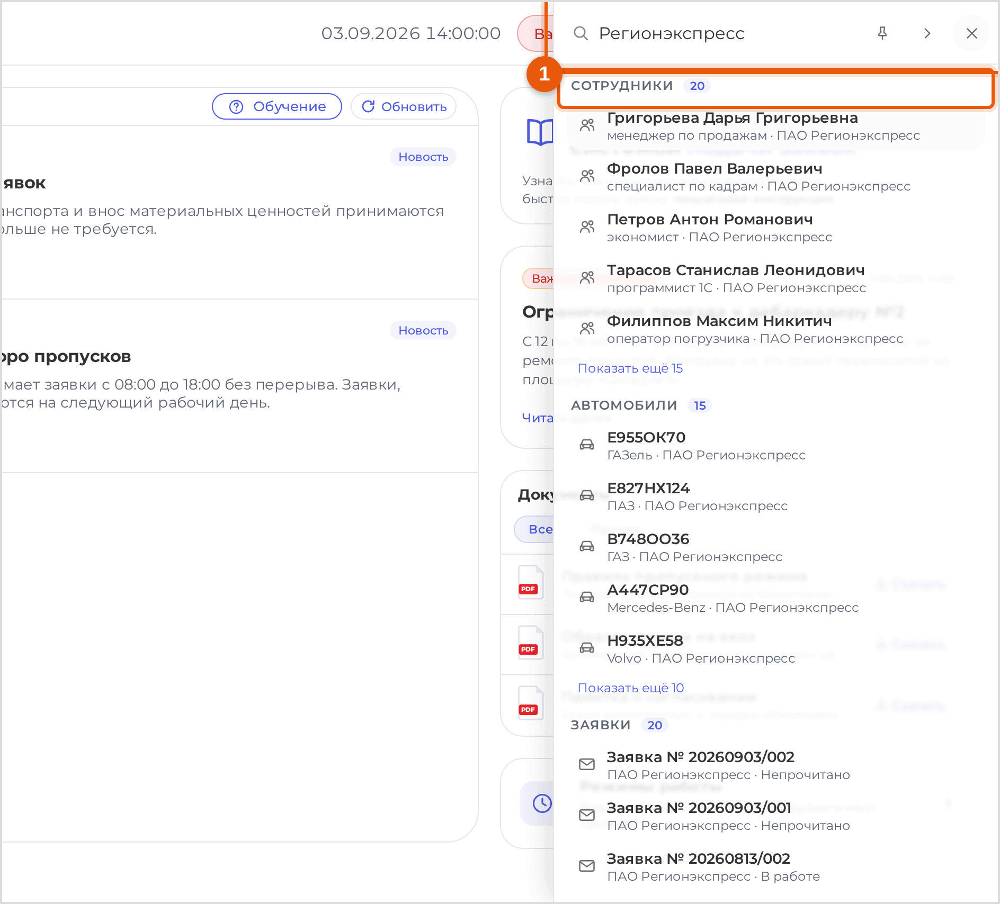 03.09.2026 14:00:00
Ва
Обучение
Обновить
Новость
явок
анспорта и внос материальных ценностей принимаются
ольше не требуется.
Новость
оро пропусков
мает заявки с 08:00 до 18:00 без перерыва. Заявки,
ются на следующий рабочий день.
Узна
быст
Важ
Огр
С 12
ремо
площ
Чита
Доку
Все
PDF
PDF
PDF
Регионэкспресс
1
СОТРУДНИКИ 20
Григорьева Дарья Григорьевна
менеджер по продажам · ПАО Регионэкспресс
Фролов Павел Валерьевич
специалист по кадрам · ПАО Регионэкспресс
Петров Антон Романович
экономист · ПАО Регионэкспресс
Тарасов Станислав Леонидович
программист 1С · ПАО Регионэкспресс
Филиппов Максим Никитич
оператор погрузчика · ПАО Регионэкспресс
Показать ещё 15
АВТОМОБИЛИ 15
Е955ОК70
ГАЗель · ПАО Регионэкспресс
Е827НХ124
ПАЗ · ПАО Регионэкспресс
В748ОО36
ГАЗ · ПАО Регионэкспресс
А447СР90
Mercedes-Benz · ПАО Регионэкспресс
Н935ХЕ58
Volvo · ПАО Регионэкспресс
Показать ещё 10
ЗАЯВКИ 20
Заявка № 20260903/002
ПАО Регионэкспресс · Непрочитано
Заявка № 20260903/001
ПАО Регионэкспресс · Непрочитано
Заявка № 20260813/002
ПАО Регионэкспресс · В работе